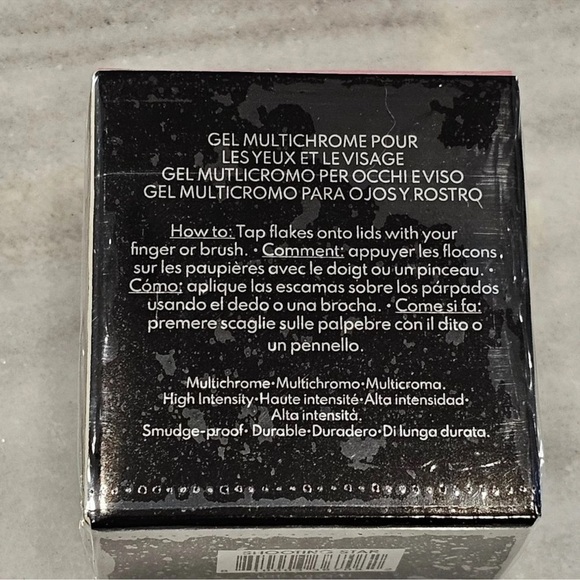 GEL MULTICHROME POUR
LES YEUX ET LE VISAGE
GEL MUTLICROMO PER OCCHI E VISO
GEL MULTICROMO PARA OJOS Y ROSTRO
How to: Tap flakes onto lids with your
finger or brush. • Comment: appuyer les flocons
sur les paupières avec le doigt ou un pinceau. •
Cómo: aplique las escamas sobre los párpados
usando el dedo o una brocha. • Come si fa:
premere scaglie sulle palpebre con il dito o
un pennello.
Multichrome•Multichromo•Multicroma.
High Intensity•Haute intensité•Alta intensidad•
Alta intensità.
Smudge-proof• Durable•Duradero•Di lunga durata.
SHOOTING STAR